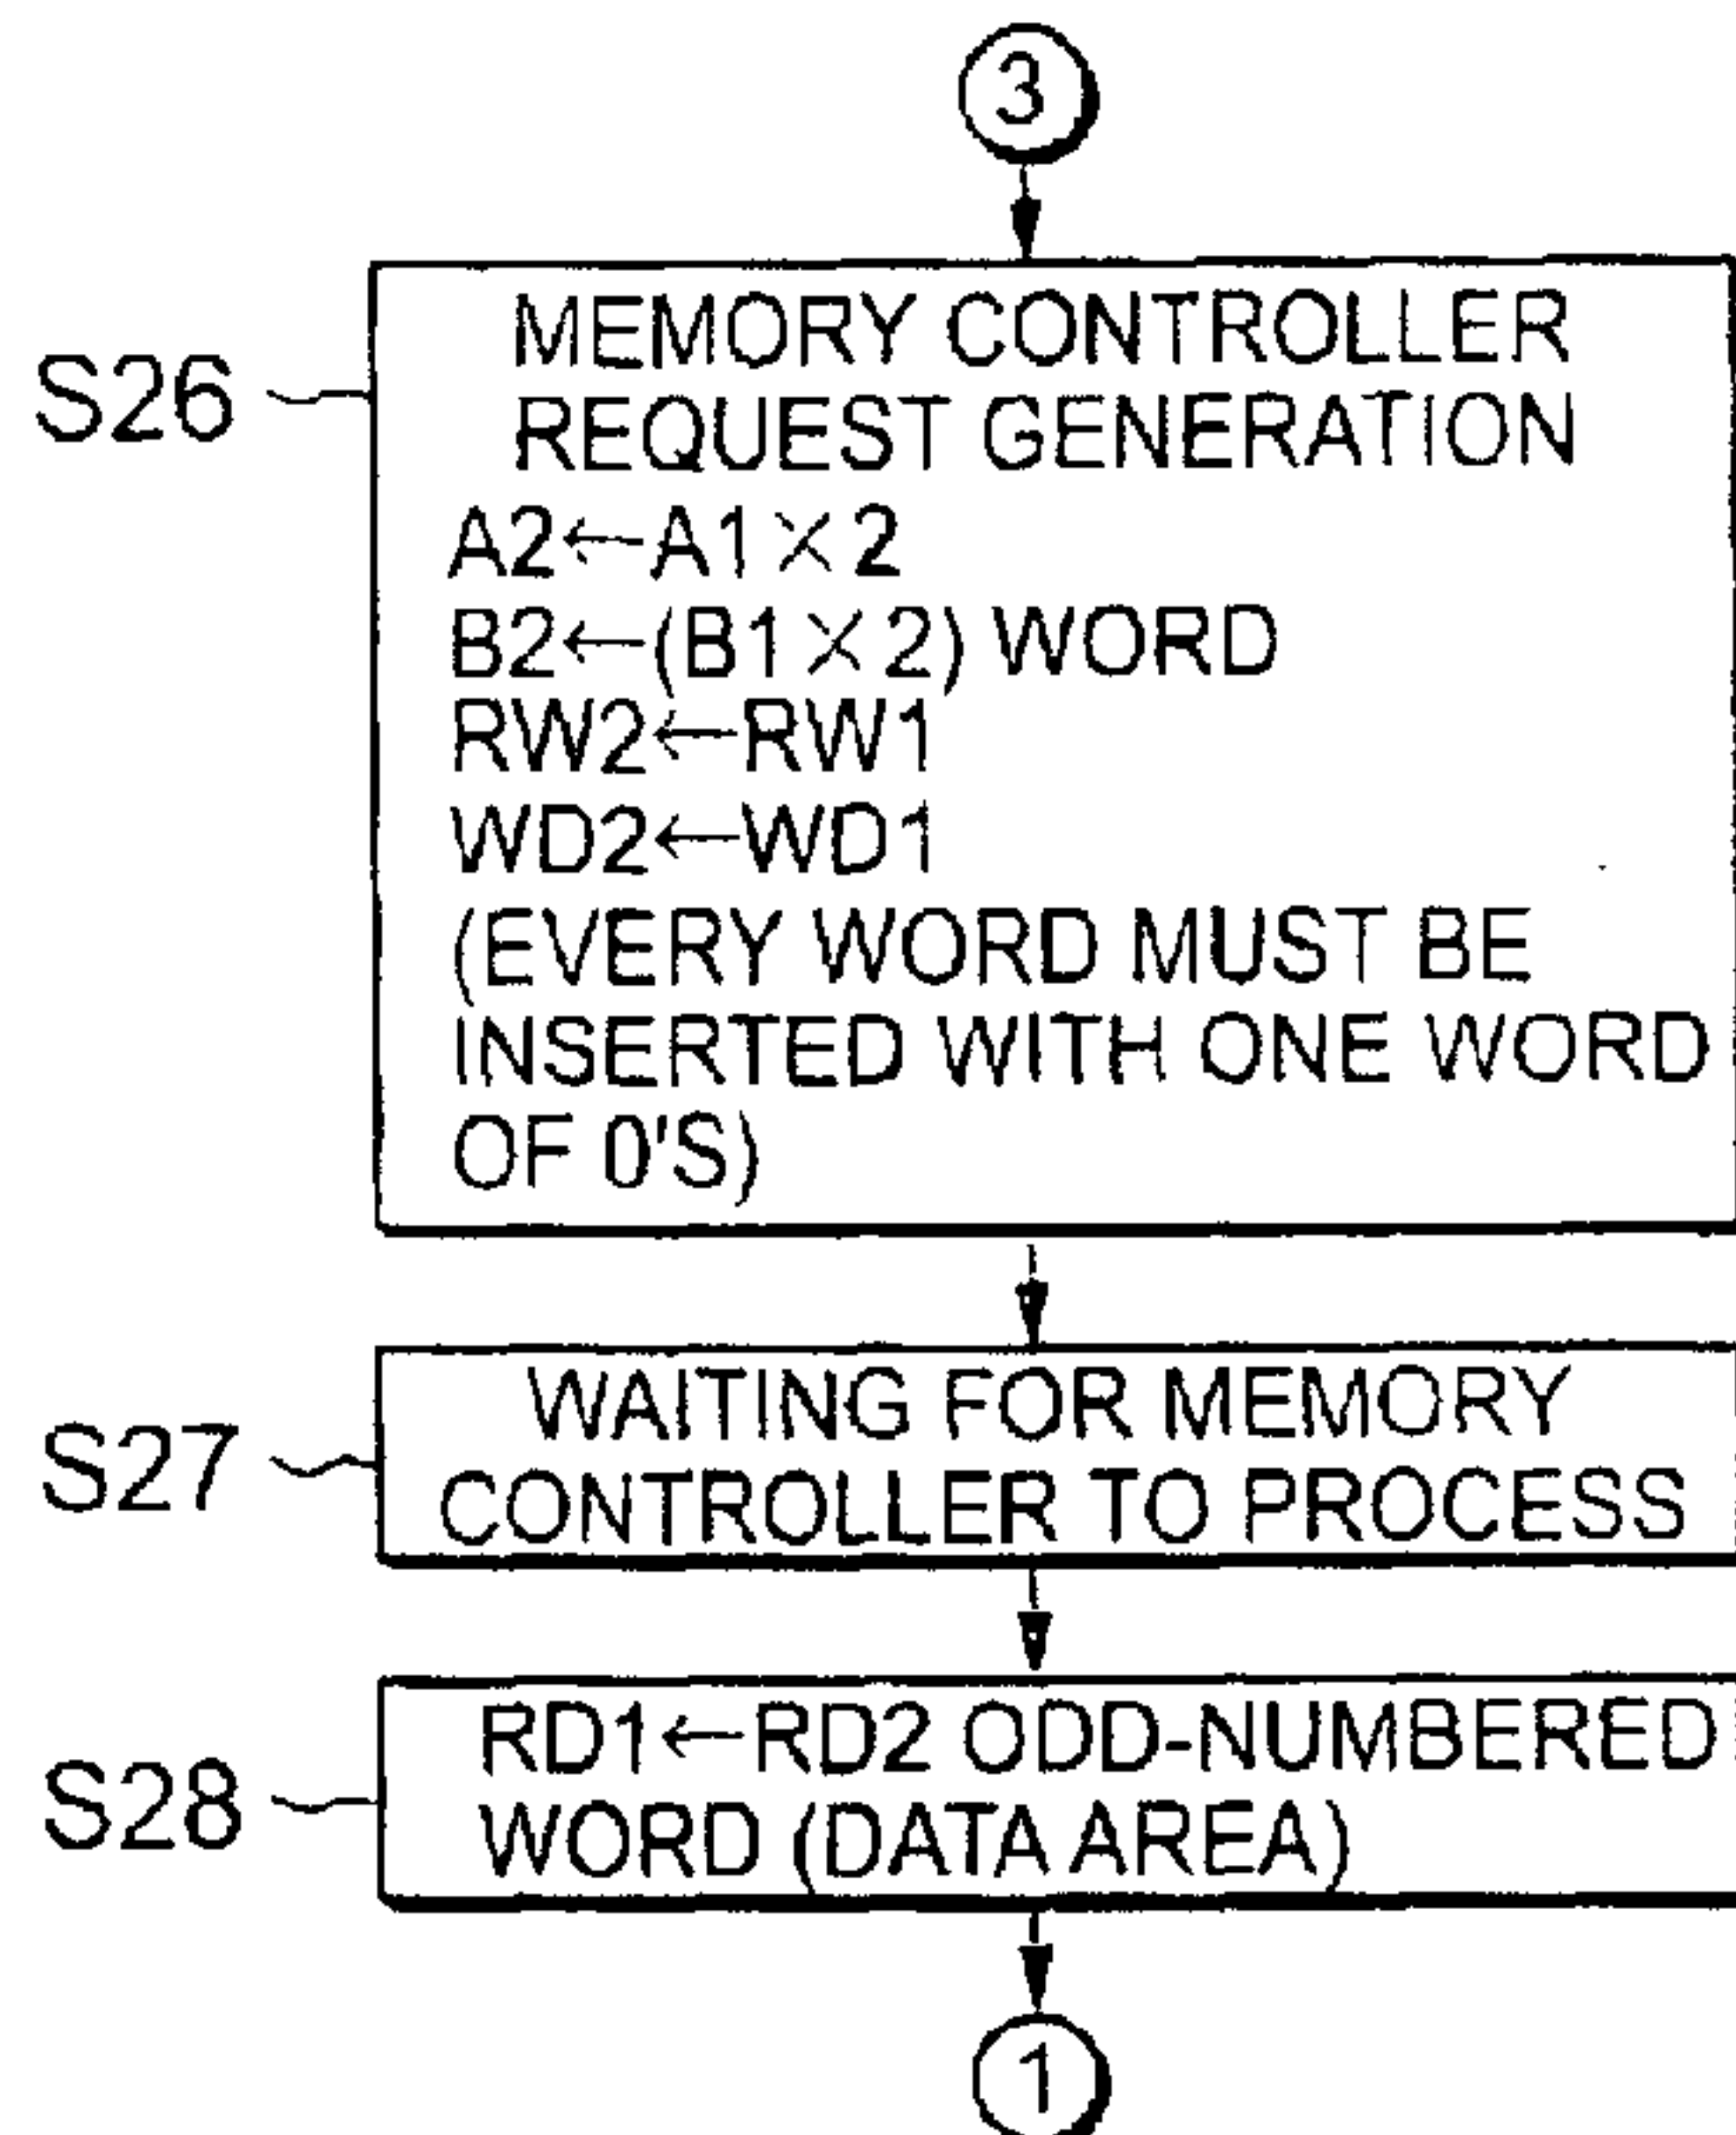 3
S26
MEMORY CONTROLLER
REQUEST GENERATION
A2←A1×2
B2←(B1×2) WORD
RW2←RW1
WD2←WD1
(EVERY WORD MUST BE
INSERTED WITH ONE WORD
OF 0'S)
S27
WAITING FOR MEMORY
CONTROLLER TO PROCESS
S28
RD1←RD2 ODD-NUMBERED
WORD (DATA AREA)
1